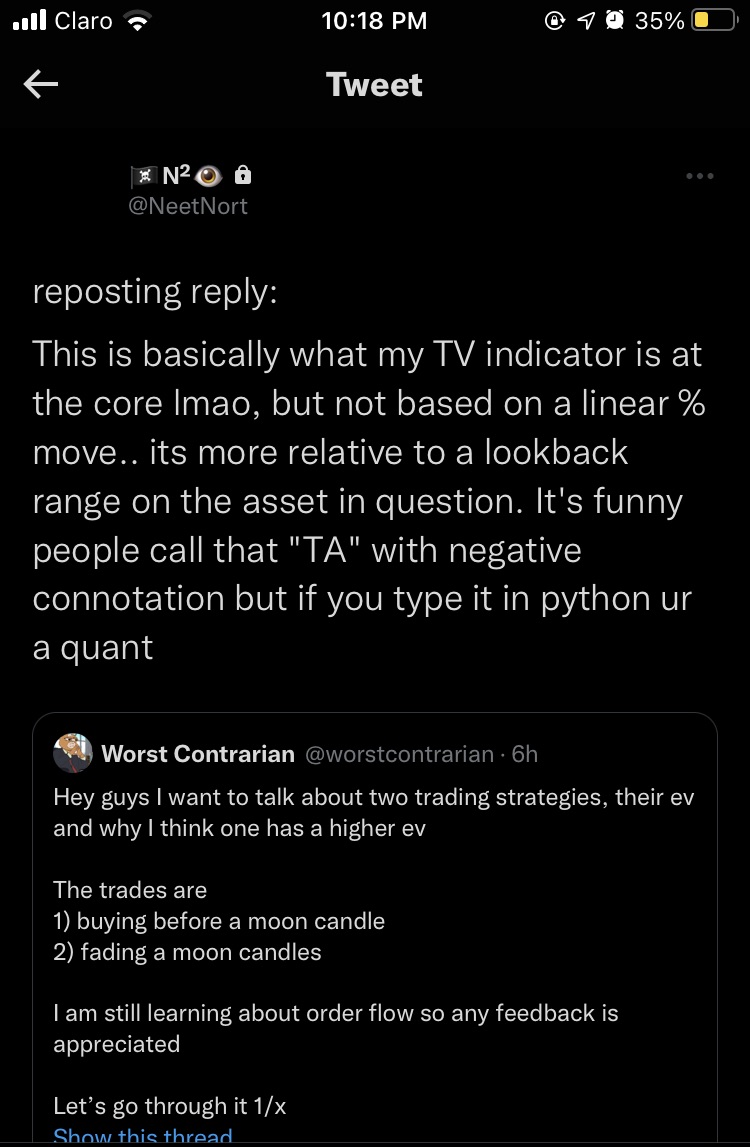 Claro 10:18 PM 35%
Tweet
N² 
@NeetNort
reposting reply:
This is basically what my TV indicator is at
the core lmao, but not based on a linear %
move.. its more relative to a lookback
range on the asset in question. It's funny
people call that "TA" with negative
connotation but if you type it in python ur
a quant
Worst Contrarian @worstcontrarian · 6h
Hey guys I want to talk about two trading strategies, their ev
and why I think one has a higher ev
The trades are
1) buying before a moon candle
2) fading a moon candles
I am still learning about order flow so any feedback is
appreciated
Let’s go through it 1/x
Show this thread